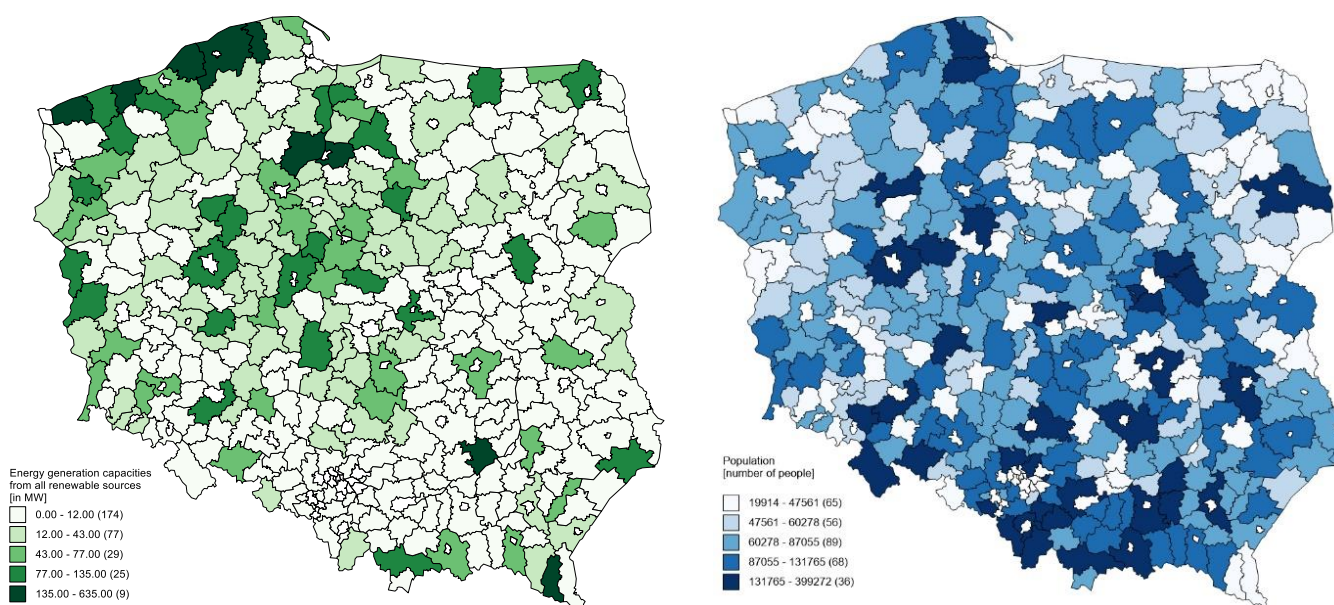 Energy generation capacities
from all renewable sources
[in MW]
0.00 - 12.00 (174)
12.00 - 43.00 (77)
43.00 - 77.00 (29)
77.00 - 135.00 (25)
135.00 - 635.00 (9)
Population
[number of people]
19914 - 47561 (65)
47561 - 60278 (56)
60278 - 87055 (89)
87055 - 131765 (68)
131765 - 399272 (36)